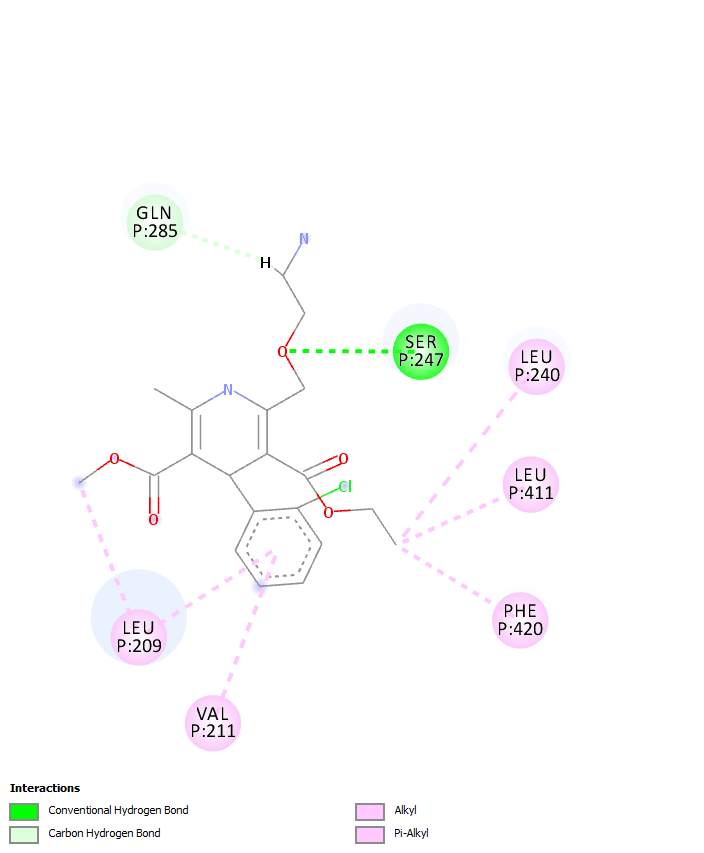 GLN
P:285
N
H
O
SER
P:247
LEU
P:240
N
O
O
Cl
LEU
P:411
O
O
PHE
P:420
LEU
P:209
VAL
P:211
Interactions
Conventional Hydrogen Bond
Carbon Hydrogen Bond
Alkyl
Pi-Alkyl